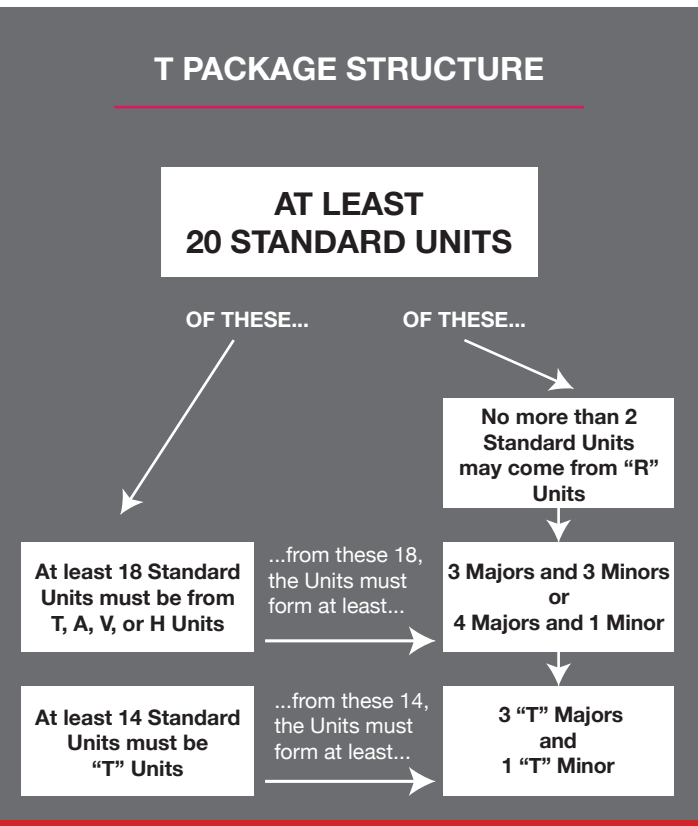 T PACKAGE STRUCTURE
AT LEAST
20 STANDARD UNITS
OF THESE...
OF THESE...
No more than 2
Standard Units
may come from “R”
Units
At least 18 Standard
Units must be from
T, A, V, or H Units
...from these 18,
the Units must
form at least...
3 Majors and 3 Minors
or
4 Majors and 1 Minor
At least 14 Standard
Units must be
“T” Units
...from these 14,
the Units must
form at least...
3 “T” Majors
and
1 “T” Minor